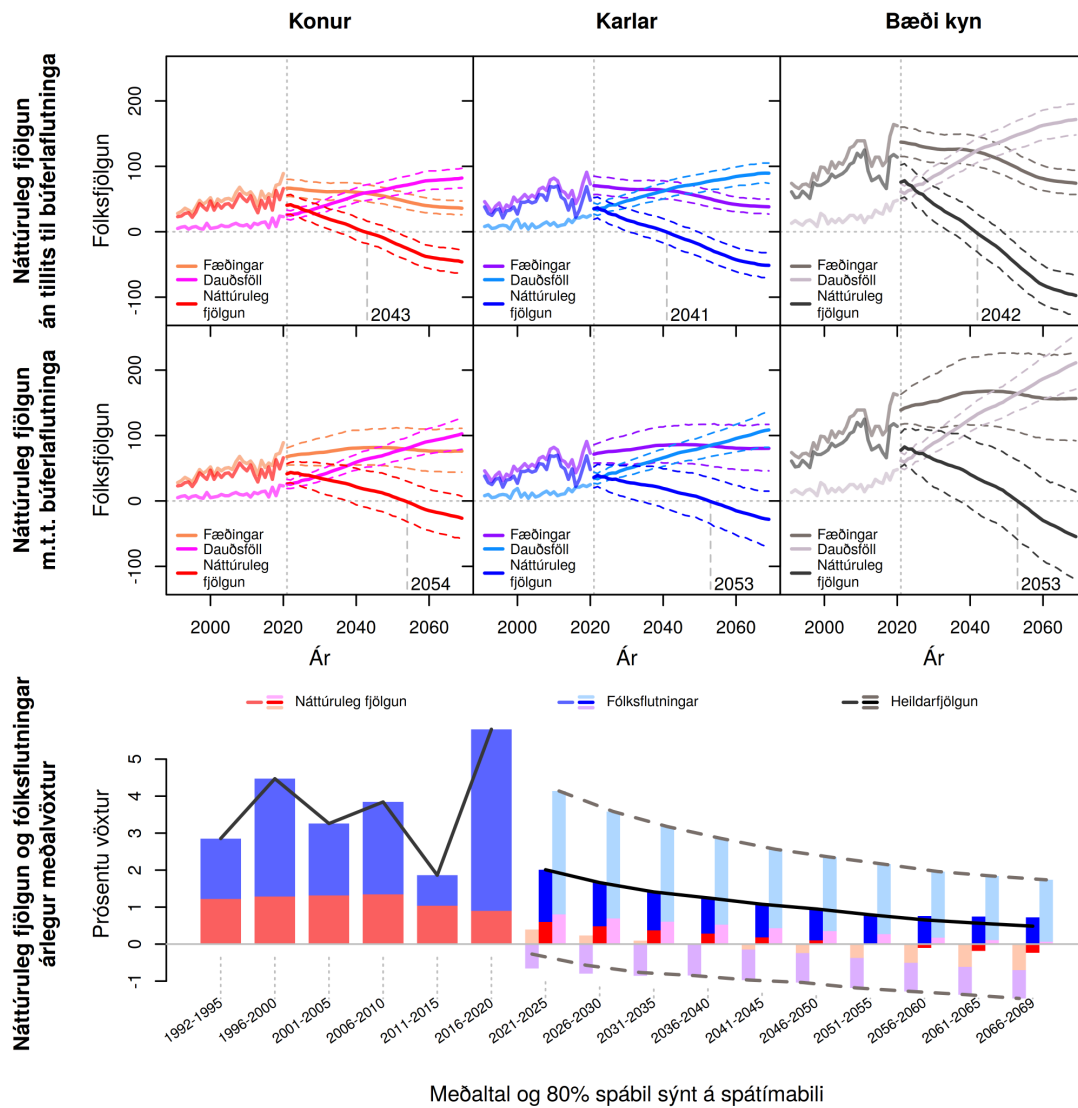 Konur
Karlar
Bæði kyn
Náttúruleg fjölgun
án tillits til búferlaflutninga
Fólksfjölgun
200
100
0
-100
Fæðingar
Dauðsföll
Náttúruleg
fjölgun
2043
Fæðingar
Dauðsföll
Náttúruleg
fjölgun
2041
Fæðingar
Dauðsföll
Náttúruleg
fjölgun
2042
Náttúruleg fjölgun
m.t.t. búferlaflutninga
Fólksfjölgun
200
100
0
-100
Fæðingar
Dauðsföll
Náttúruleg
fjölgun
2054
Fæðingar
Dauðsföll
Náttúruleg
fjölgun
2053
Fæðingar
Dauðsföll
Náttúruleg
fjölgun
2053
2000 2020 2040 2060
2000 2020 2040 2060
2000 2020 2040 2060
Ár
Ár
Ár
Náttúruleg fjölgun og fólksflutningar
árlegur meðalvöxtur
Náttúruleg fjölgun
Fólksflutningar
Heildarfjölgun
Prósentu vöxtur
5
4
3
2
1
0
-1
1992-1995
1996-2000
2001-2005
2006-2010
2011-2015
2016-2020
2021-2025
2026-2030
2031-2035
2036-2040
2041-2045
2046-2050
2051-2055
2056-2060
2061-2065
2066-2069
Meðaltal og 80% spábil sýnt á spátímabili